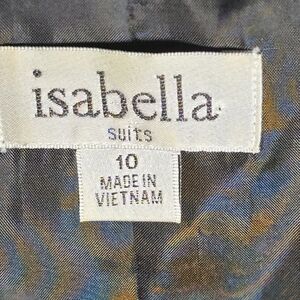 isabella
suits
10
MADE IN
VIETNAM